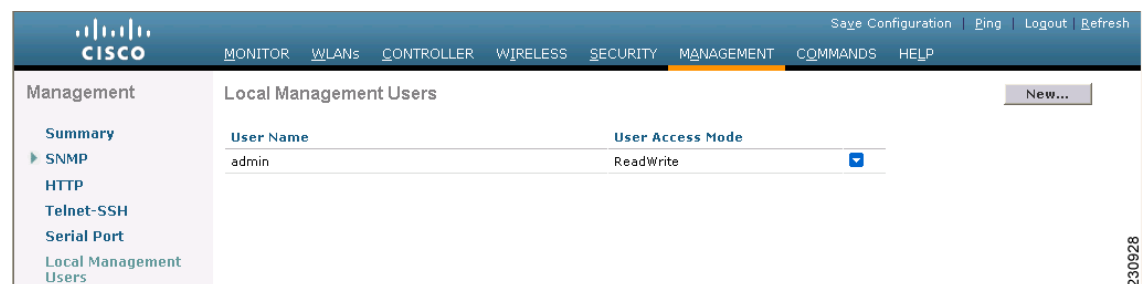 Save Configuration | Ping | Logout | Refresh
CISCO
MONITOR WLANs CONTROLLER WIRELESS SECURITY MANAGEMENT COMMANDS HELP
Management
Local Management Users
New...
Summary
SNMP
HTTP
Telnet-SSH
Serial Port
Local Management
Users
User Name User Access Mode
admin ReadWrite
230928